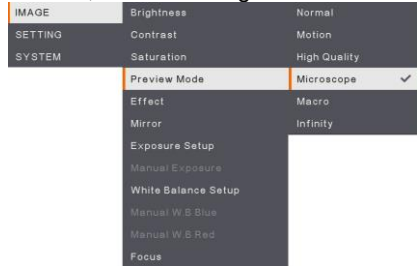 IMAGE
SETTING
SYSTEM
Brightness
Contrast
Saturation
Preview Mode
Effect
Mirror
Exposure Setup
Manual Exposure
White Balance Setup
Manual W.B Blue
Manual W.B Red
Focus
Normal
Motion
High Quality
Microscope
Macro
Infinity